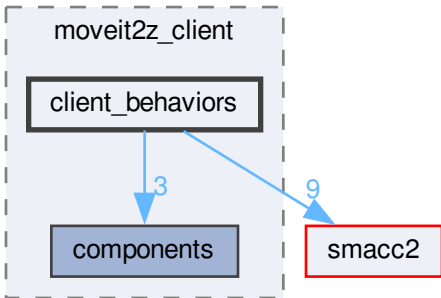 moveit2z_client
client_behaviors
3
9
components
smacc2